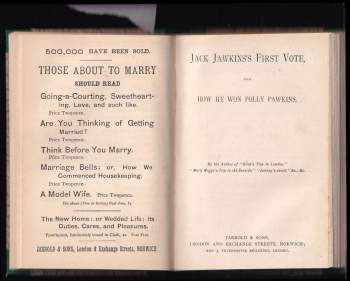 500,000 HAVE BEEN SOLD.
THOSE ABOUT TO MARRY
SHOULD READ
Going-a-Courting, Sweetheart-
ing, Love, and such like.
Price Twopence.
Are You Thinking of Getting
Married?
Price Twopence.
Think Before You Marry.
Price Twopence.
Marriage Bells; or, How We
Commenced Housekeeping.
Price Twopence.
A Model Wife. Price Twopence.
The New Home: or Wedded Life; its
Duties, Cares, and Pleasures.
JARROLD & SONS, London & Exchange Streets, NORWICH
JACK JAWKINS'S FIRST VOTE,
AND
HOW HE WON POLLY PAWKINS.
By the Author of
JARROLD & SONS,
LONDON AND EXCHANGE STREETS, NORWICH;